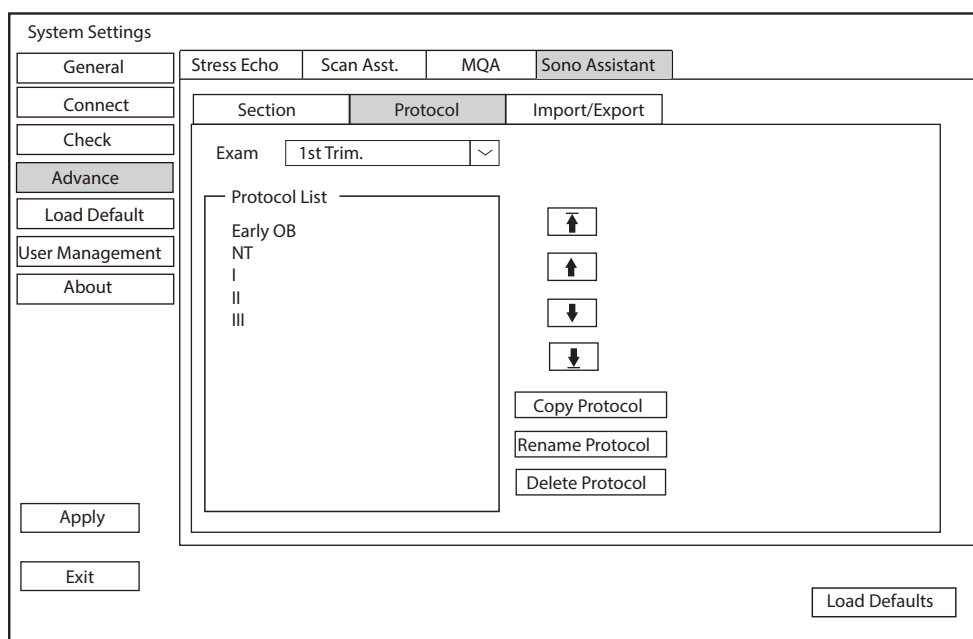 System Settings
General
Connect
Check
Advance
Load Default
User Management
About
Apply
Exit
Stress Echo
Scan Asst.
MQA
Sono Assistant
Section
Protocol
Import/Export
Exam
1st Trim.
Protocol List
Early OB
NT
I
II
III
Copy Protocol
Rename Protocol
Delete Protocol
Load Defaults